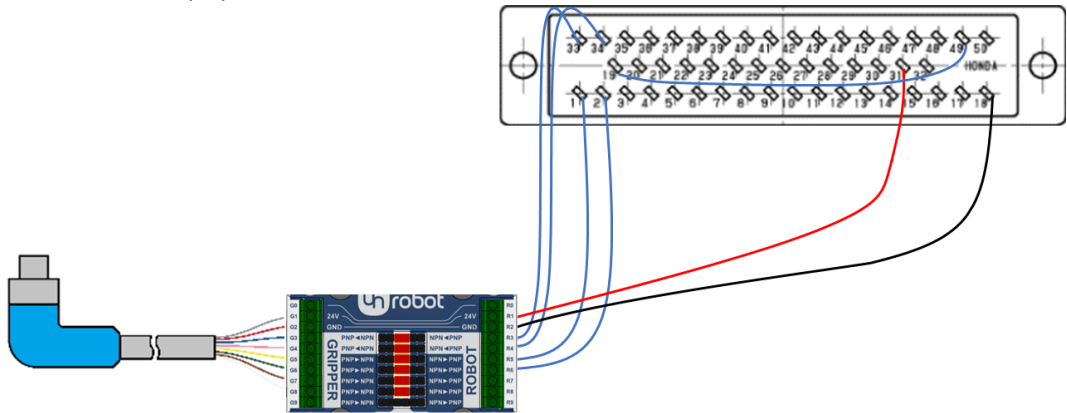 33 34 35 36 37 38 39 40 41 42 43 44 45 46 47 48 49 50
19 20 21 22 23 24 25 26 27 28 29 30 31 32 HONDA
1 2 3 4 5 6 7 8 9 10 11 12 13 14 15 16 17 18
On robot
G0 R0
G1 24V 24V R1
G2 GND GND R2
G3 PNP◄NPN NPN◄PNP R3
G4 PNP◄NPN NPN◄PNP R4
G5 PNP►NPN NPN►PNP R5
G6 PNP►NPN NPN►PNP R6
G7 PNP►NPN NPN►PNP R7
G8 PNP►NPN NPN►PNP R8
G9 PNP►NPN NPN►PNP R9
GRIPPER
ROBOT